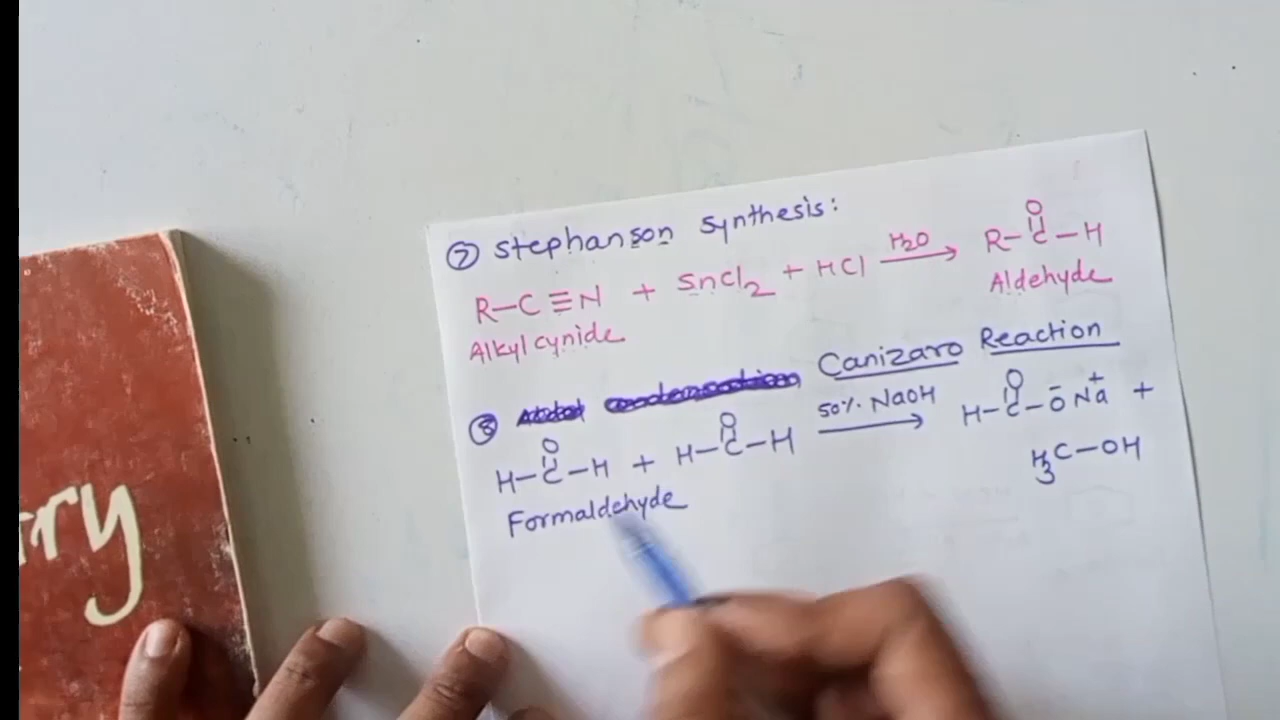 ⑦ Stephanson Synthesis:
R-C≡N + SnCl₂ + HCl H₂O → R-C-H
O
Alkyl cynide Aldehyde
⑧ Canizaro Reaction
H-C-H + H-C-H 50% NaOH → H-C-O⁻Na⁺ +
O O O
H₃C-OH
Formaldehyde
ry